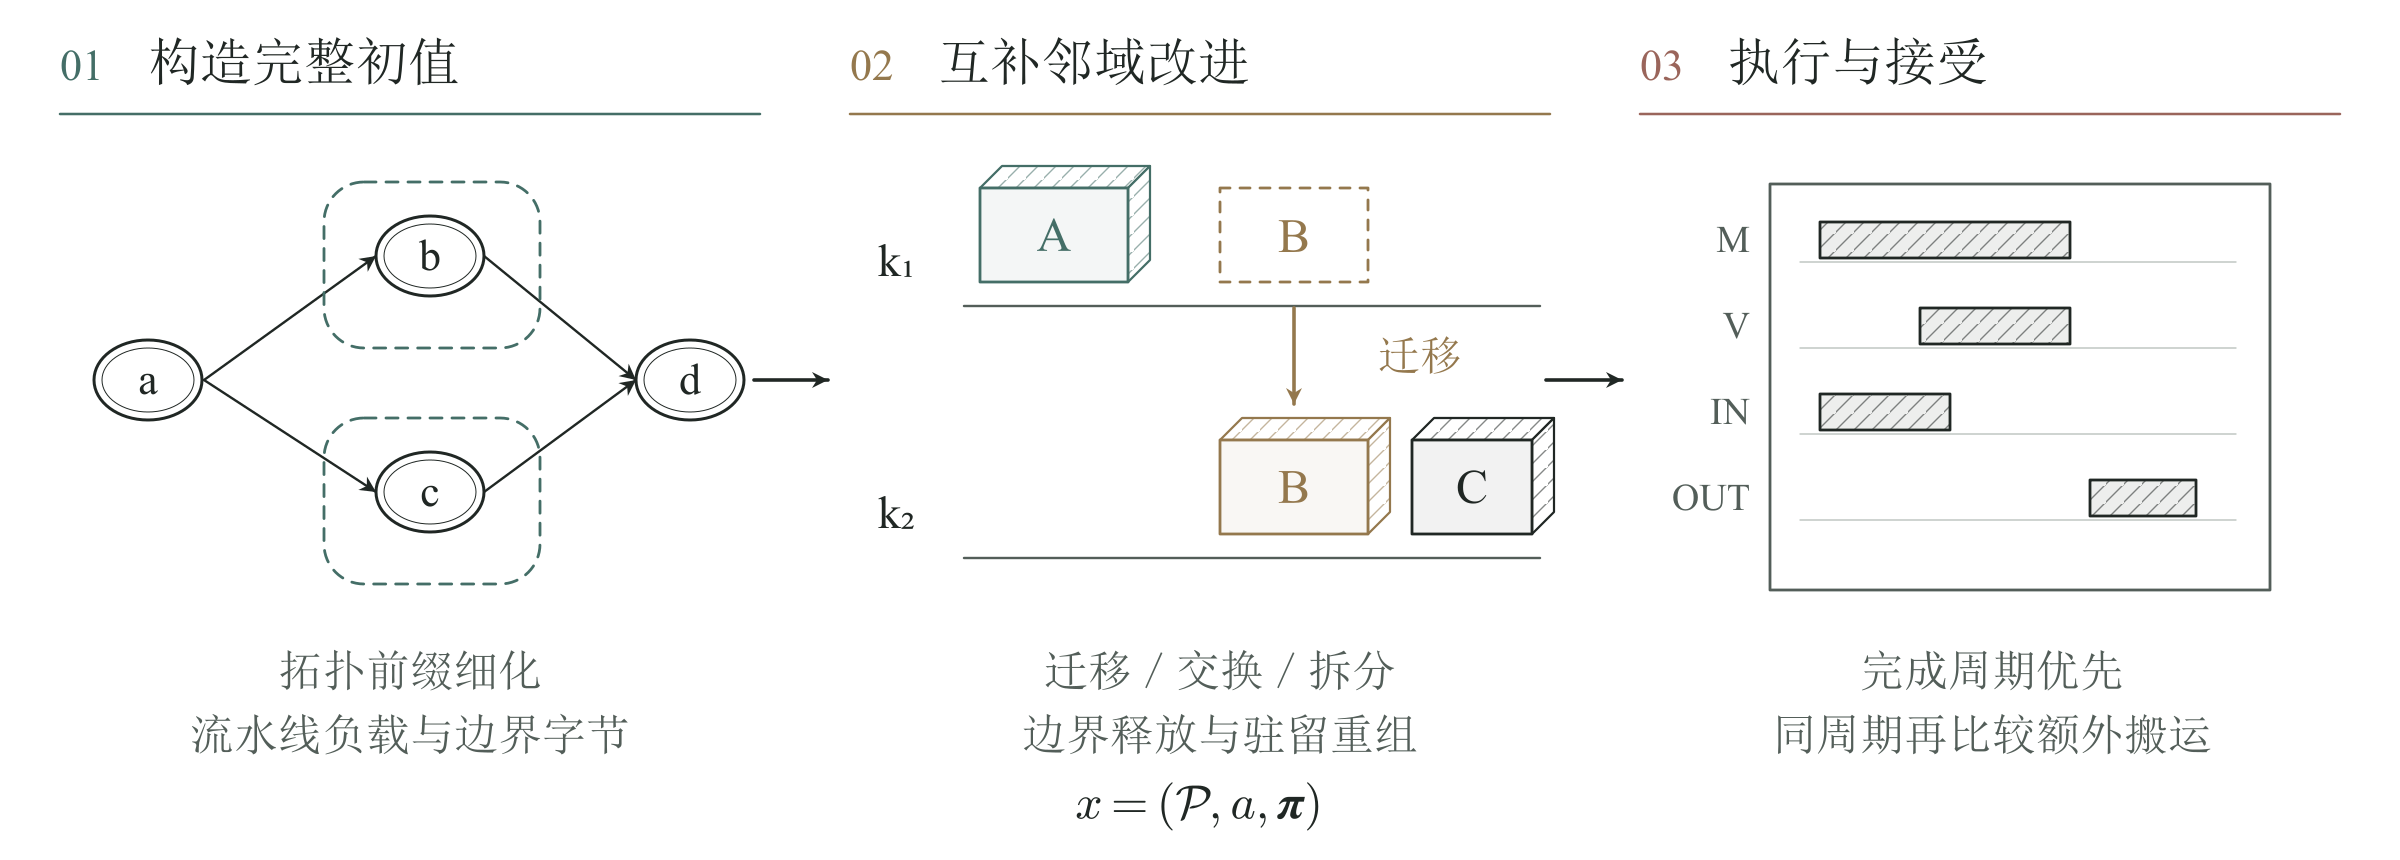 01 构造完整初值
b
a
d
c
拓扑前缀细化
流水线负载与边界字节
02 互补邻域改进
A
B
k₁
迁移
B
C
k₂
迁移 / 交换 / 拆分
边界释放与驻留重组
x = (𝒫, a, 𝝅)
03 执行与接受
M
V
IN
OUT
完成周期优先
同周期再比较额外搬运